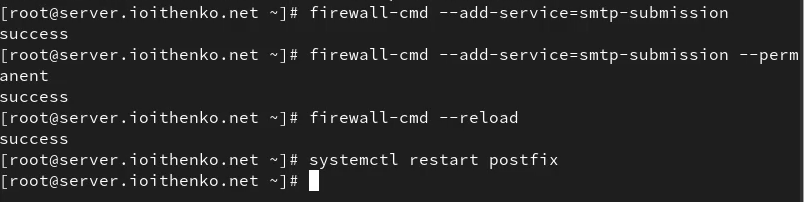 [root@server.ioithenko.net ~]# firewall-cmd --add-service=smtp-submission
success
[root@server.ioithenko.net ~]# firewall-cmd --add-service=smtp-submission --perm
anent
success
[root@server.ioithenko.net ~]# firewall-cmd --reload
success
[root@server.ioithenko.net ~]# systemctl restart postfix
[root@server.ioithenko.net ~]#